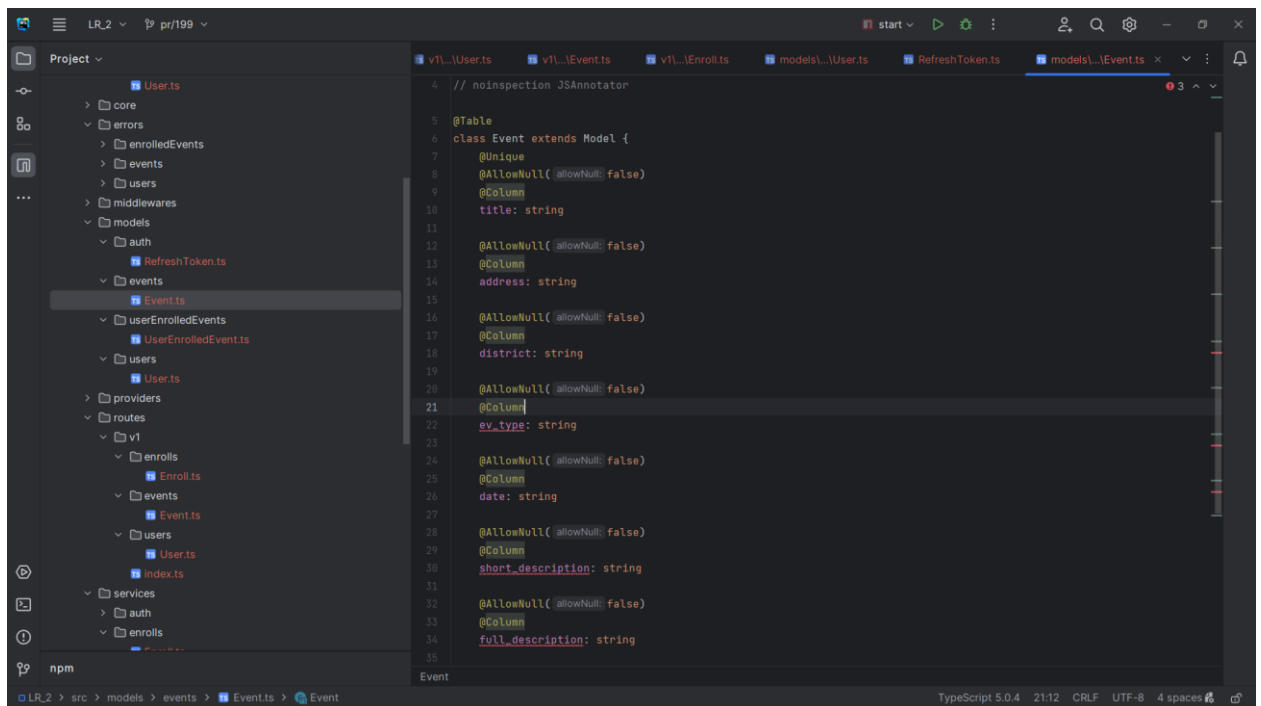 LR_2 pr/199 start
Project
v1\...\User.ts v1\...\Event.ts v1\...\Enroll.ts models\...\User.ts RefreshToken.ts models\...\Event.ts
User.ts
core
errors
enrolledEvents
events
users
middlewares
models
auth
RefreshToken.ts
events
Event.ts
userEnrolledEvents
UserEnrolledEvent.ts
users
User.ts
providers
routes
v1
enrolls
Enroll.ts
events
Event.ts
users
User.ts
index.ts
services
auth
enrolls
npm
4 // noinspection JSAnnotator
3
5 @Table
6 class Event extends Model {
7 @Unique
8 @AllowNull( allowNull: false)
9 @Column
10 title: string
11
12 @AllowNull( allowNull: false)
13 @Column
14 address: string
15
16 @AllowNull( allowNull: false)
17 @Column
18 district: string
19
20 @AllowNull( allowNull: false)
21 @Column
22 ev_type: string
23
24 @AllowNull( allowNull: false)
25 @Column
26 date: string
27
28 @AllowNull( allowNull: false)
29 @Column
30 short_description: string
31
32 @AllowNull( allowNull: false)
33 @Column
34 full_description: string
35
Event
LR_2 > src > models > events > Event.ts > Event
TypeScript 5.0.4 21:12 CRLF UTF-8 4 spaces